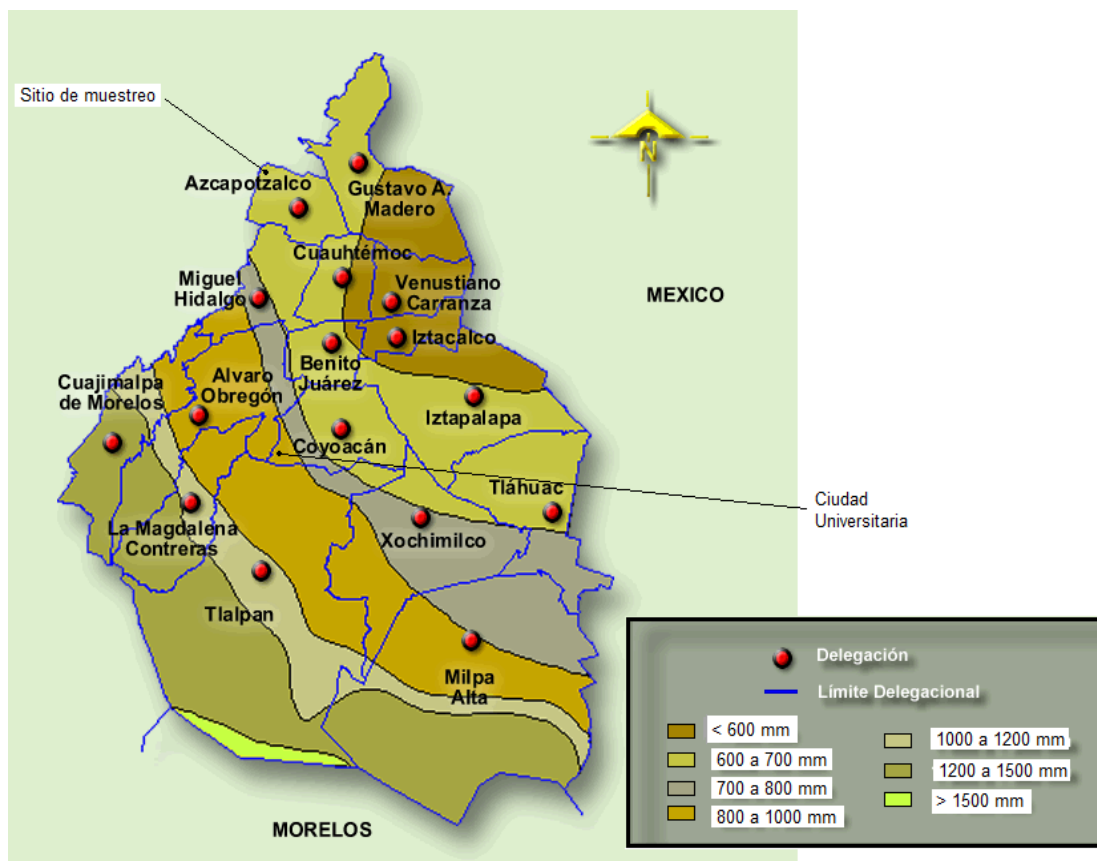 Sitio de muestreo
Azcapotzalco
Gustavo A.
Madero
N
Cuauhtémoc
Miguel
Hidalgo
Venustiano
Carranza
MEXICO
Iztacalco
Benito
Juárez
Cuajimalpa
de Morelos
Alvaro
Obregón
Iztapalapa
Coyoacán
Tláhuac
Ciudad
Universitaria
La Magdalena
Contreras
Xochimilco
Tlalpan
Milpa
Alta
MORELOS
Delegación
Límite Delegacional
< 600 mm
600 a 700 mm
700 a 800 mm
800 a 1000 mm
1000 a 1200 mm
1200 a 1500 mm
> 1500 mm